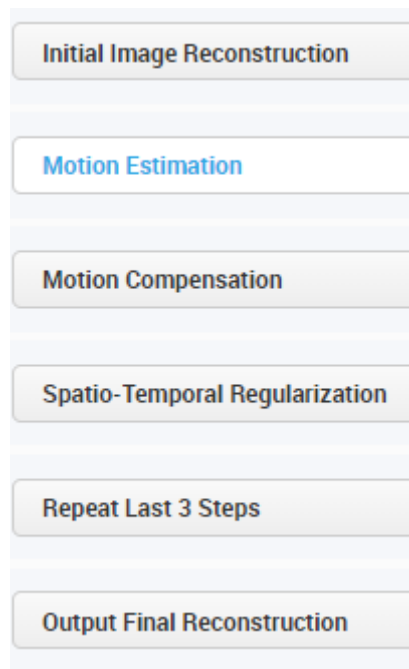 Initial Image Reconstruction
Motion Estimation
Motion Compensation
Spatio-Temporal Regularization
Repeat Last 3 Steps
Output Final Reconstruction